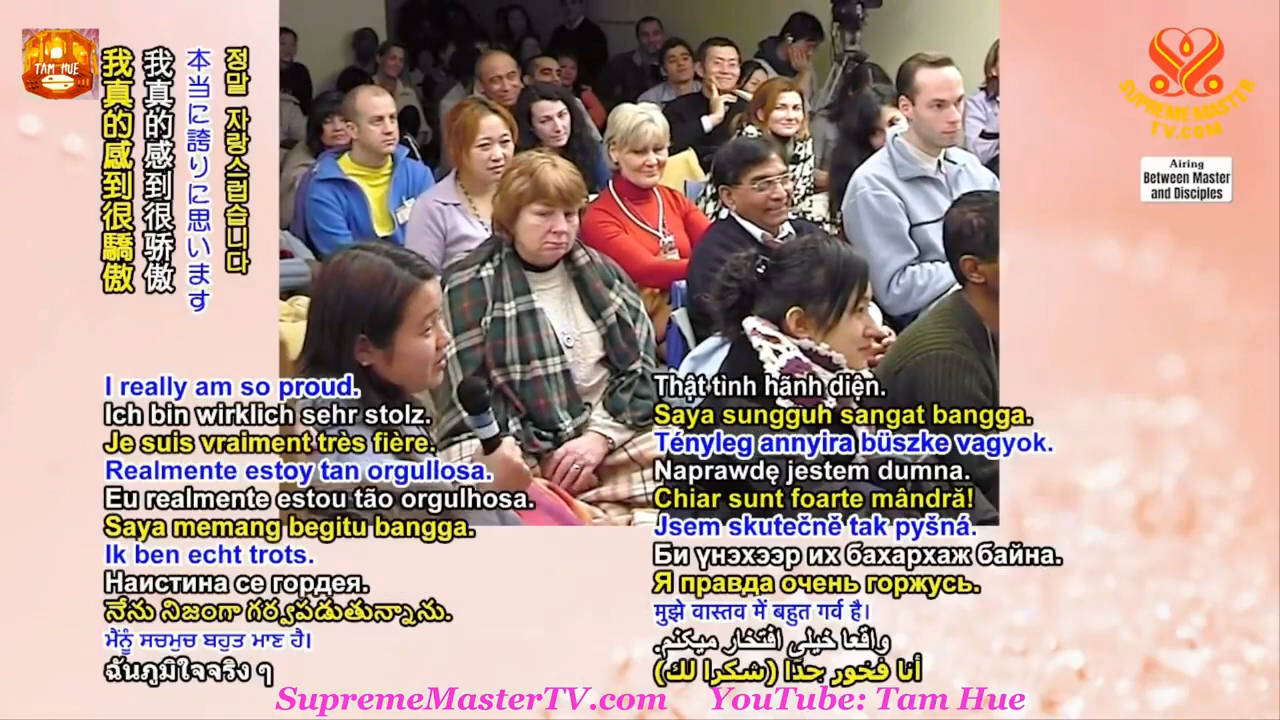 TAM HUE
我真的感到很驕傲
我真的感到很骄傲
本当に誇りに思います
정말 자랑스럽습니다
SUPREME MASTER
TV.COM
Airing
Between Master
and Disciples
I really am so proud.
Ich bin wirklich sehr stolz.
Je suis vraiment très fière.
Realmente estoy tan orgullosa.
Eu realmente estou tão orgulhosa.
Saya memang begitu bangga.
Ik ben echt trots.
Наистина се гордея.
నేను నిజంగా గర్వపడుతున్నాను.
ਮੈਨੂੰ ਸਚਮੁਚ ਬਹੁਤ ਮਾਣ ਹੈ।
ฉันภูมิใจจริง ๆ
Thật tình hãnh diện.
Saya sungguh sangat bangga.
Tényleg annyira büszke vagyok.
Naprawdę jestem dumna.
Chiar sunt foarte mândră!
Jsem skutečně tak pyšná.
Би үнэхээр их бахархаж байна.
Я правда очень горжусь.
मुझे वास्तव में बहुत गर्व है।
واقعا خیلی افتخار میکنم.
أنا فخور جدًا (شكرا لك)
SupremeMasterTV.com YouTube: Tam Hue